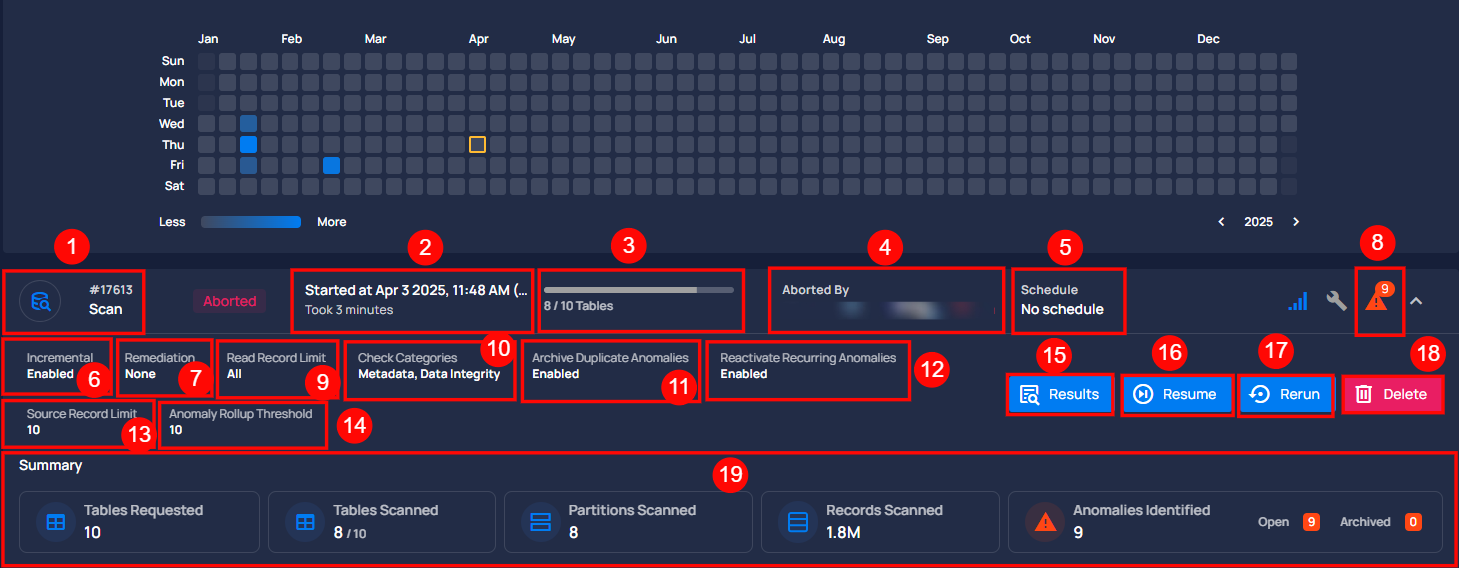 Jan Feb Mar Apr May Jun Jul Aug Sep Oct Nov Dec
Sun
Mon
Tue
Wed
Thu
Fri
Sat
Less More 2025
1 2 3 4 5 8
#17613
Scan
Aborted
Started at Apr 3 2025, 11:48 AM (...
Took 3 minutes
8 / 10 Tables
Aborted By
Schedule
No schedule
9
Incremental
Enabled
6
Remediation
None
7
Read Record Limit
All
9
Check Categories
Metadata, Data Integrity
10
Archive Duplicate Anomalies
Enabled
11
Reactivate Recurring Anomalies
Enabled
12
15 16 17 18
Results Resume Rerun Delete
Source Record Limit
10
13
Anomaly Rollup Threshold
10
14
Summary
19
Tables Requested
10
Tables Scanned
8 / 10
Partitions Scanned
8
Records Scanned
1.8M
Anomalies Identified
9
Open 9 Archived 0